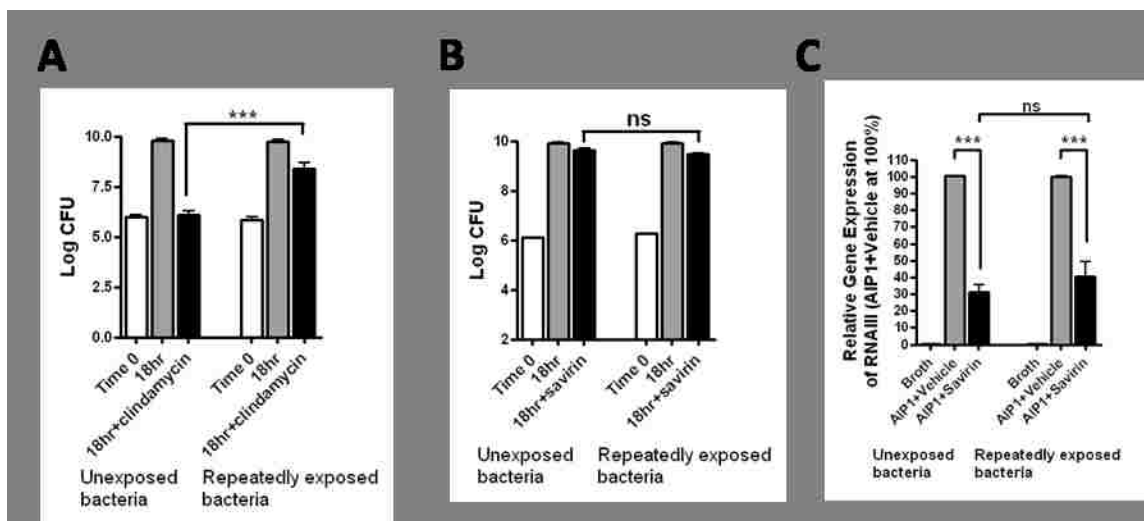 A
***
10.0
7.5
5.0
2.5
0.0
Log CFU
Time 0
18hr
18hr+clindamycin
Time 0
18hr
18hr+clindamycin
Unexposed
bacteria
Repeatedly exposed
bacteria
B
ns
10
8
6
4
2
Log CFU
Time 0
18hr
18hr+savirin
Time 0
18hr
18hr+savirin
Unexposed
bacteria
Repeatedly exposed
bacteria
C
ns
***
***
110
100
90
80
70
60
50
40
30
20
10
0
Relative Gene Expression
of RNAIII (AIP1+Vehicle at 100%)
Broth
AIP1+Vehicle
AIP1+Savirin
Broth
AIP1+Vehicle
AIP1+Savirin
Unexposed
bacteria
Repeatedly exposed
bacteria